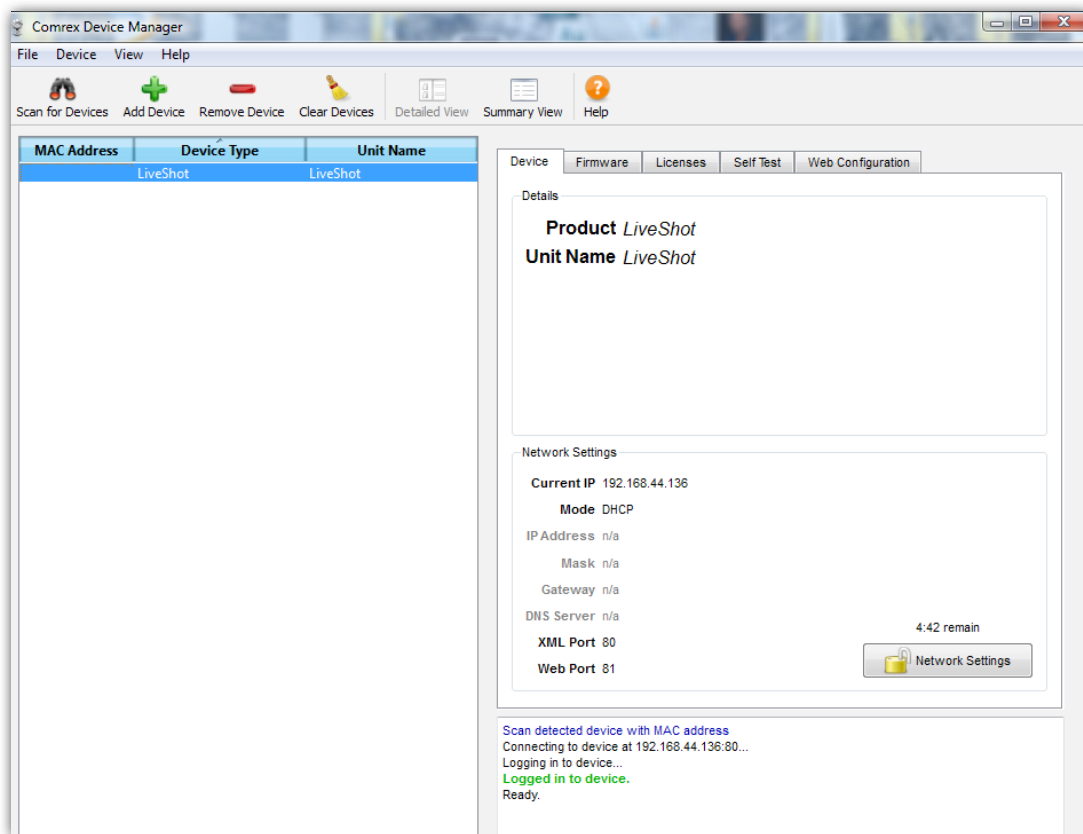 Comrex Device Manager
File Device View Help
Scan for Devices Add Device Remove Device Clear Devices Detailed View Summary View Help
MAC Address Device Type Unit Name
LiveShot LiveShot
Device Firmware Licenses Self Test Web Configuration
Details
Product LiveShot
Unit Name LiveShot
Network Settings
Current IP 192.168.44.136
Mode DHCP
IP Address n/a
Mask n/a
Gateway n/a
DNS Server n/a
XML Port 80
Web Port 81
4:42 remain
Network Settings
Scan detected device with MAC address
Connecting to device at 192.168.44.136:80...
Logging in to device...
Logged in to device.
Ready.